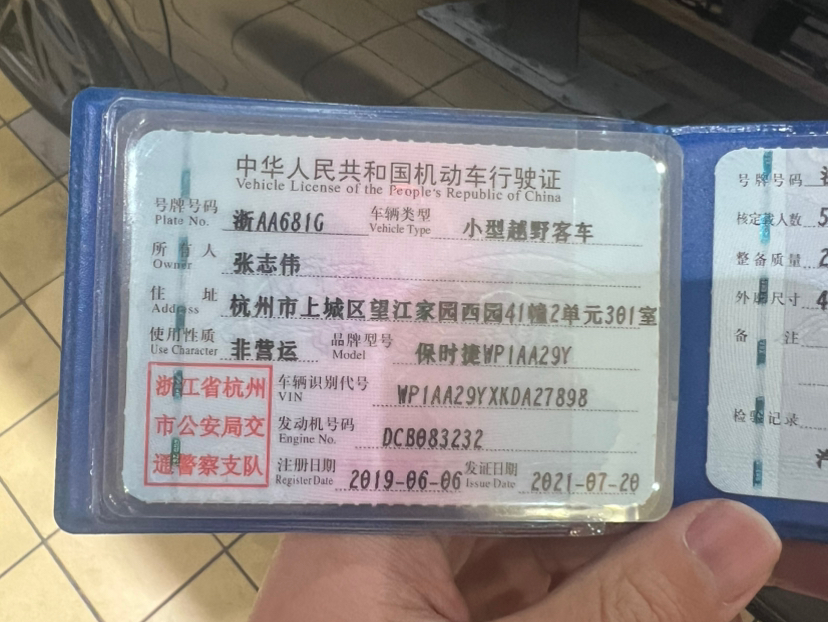 中华人民共和国机动车行驶证
Vehicle License of the People's Republic of China
号牌号码 浙AA681G 车辆类型 小型越野客车
Plate No. Vehicle Type
所有人 张志伟
Owner
住址 杭州市上城区望江家园西园41幢2单元301室
Address
使用性质 非营运 品牌型号 保时捷WP1AA29Y
Use Character Model
浙江省杭州
市公安局交
通警察支队
车辆识别代号 WP1AA29YXKDA27898
VIN
发动机号码 DCB083232
Engine No.
注册日期 2019-06-06 发证日期 2021-07-20
Register Date Issue Date
号牌号码
核定载人数 5
整备质量 2
外廓尺寸 4
备注
检验记录